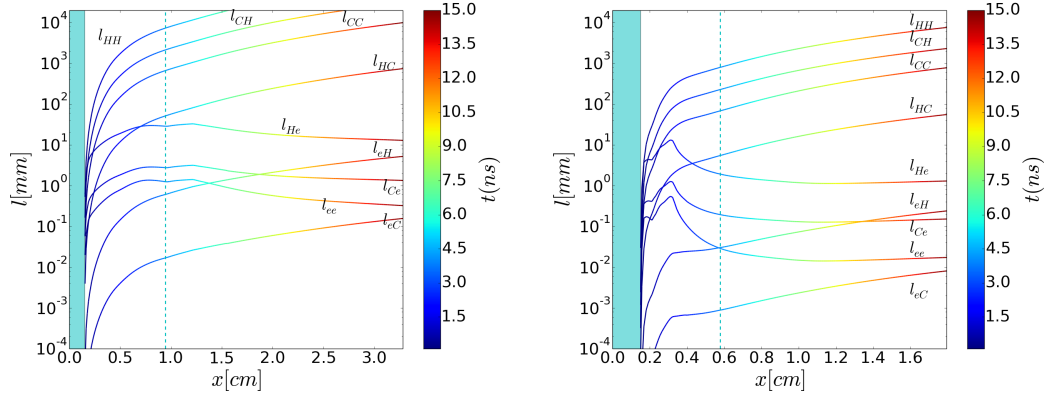 10^4
10^3
10^2
10^1
10^0
10^-1
10^-2
10^-3
10^-4
l[mm]
0.0 0.5 1.0 1.5 2.0 2.5 3.0
x[cm]
l_HH
l_CH
l_CC
l_HC
l_He
l_eH
l_Ce
l_ee
l_eC
15.0
13.5
12.0
10.5
9.0
7.5
6.0
4.5
3.0
1.5
t(ns)
10^4
10^3
10^2
10^1
10^0
10^-1
10^-2
10^-3
10^-4
l[mm]
0.0 0.2 0.4 0.6 0.8 1.0 1.2 1.4 1.6
x[cm]
l_HH
l_CH
l_CC
l_HC
l_He
l_eH
l_Ce
l_ee
l_eC
15.0
13.5
12.0
10.5
9.0
7.5
6.0
4.5
3.0
1.5
t(ns)